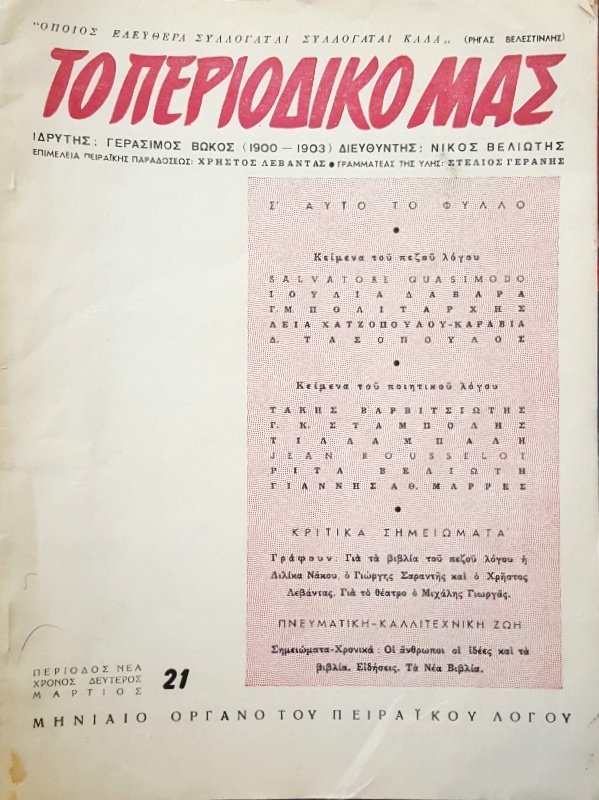 "ΟΠΟΙΟΣ ΕΛΕΥΘΕΡΑ ΣΥΛΛΟΓΑΤΑΙ ΣΥΛΛΟΓΑΤΑΙ ΚΑΛΑ,, (ΡΗΓΑΣ ΒΕΛΕΣΤΙΝΛΗΣ)
ΤΟ ΠΕΡΙΟΔΙΚΟ ΜΑΣ
ΙΔΡΥΤΗΣ: ΓΕΡΑΣΙΜΟΣ ΒΩΚΟΣ (1900 — 1903) ΔΙΕΥΘΥΝΤΗΣ: ΝΙΚΟΣ ΒΕΛΙΩΤΗΣ
ΕΠΙΜΕΛΕΙΑ ΠΕΙΡΑΪΚΗΣ ΠΑΡΑΔΟΣΕΩΣ: ΧΡΗΣΤΟΣ ΛΕΒΑΝΤΑΣ ● ΓΡΑΜΜΑΤΕΑΣ ΤΗΣ ΥΛΗΣ: ΣΤΕΛΙΟΣ ΓΕΡΑΝΗΣ
Σ' ΑΥΤΟ ΤΟ ΦΥΛΛΟ
●
Κείμενα τοῦ πεζοῦ λόγου
SALVATORE QUASIMODO
ΙΟΥΛΙΑ ΔΑΒΑΡΑ
Γ. Μ. ΠΟΛΙΤΑΡΧΗΣ
ΛΕΙΑ ΧΑΤΖΟΠΟΥΛΟΥ-ΚΑΡΑΒΙΑ
Δ. ΤΑΣΟΠΟΥΛΟΣ
●
Κείμενα τοῦ ποιητικοῦ λόγου
ΤΑΚΗΣ ΒΑΡΒΙΤΣΙΩΤΗΣ
Γ. Κ. ΣΤΑΜΠΟΛΗΣ
ΤΙΛΛΑ ΜΠΑΛΗ
JEAN ROUSSELOT
ΡΙΤΑ ΒΕΛΙΩΤΗ
ΓΙΑΝΝΗΣ ΑΘ. ΜΑΡΡΕΣ
●
ΚΡΙΤΙΚΑ ΣΗΜΕΙΩΜΑΤΑ
Γράφουν: Γιὰ τὰ βιβλία τοῦ πεζοῦ λόγου ἡ
Λιλίκα Νάκου, ὁ Γιώργης Σαραντῆς καὶ ὁ Χρῆστος
Λεβάντας. Γιὰ τὸ θέατρο ὁ Μιχάλης Γιωργᾶς.
ΠΝΕΥΜΑΤΙΚΗ-ΚΑΛΛΙΤΕΧΝΙΚΗ ΖΩΗ
Σημειώματα-Χρονικά: Οἱ ἄνθρωποι οἱ ἰδέες καὶ τὰ
βιβλία. Εἰδήσεις. Τὰ Νέα Βιβλία.
ΠΕΡΙΟΔΟΣ ΝΕΑ
ΧΡΟΝΟΣ ΔΕΥΤΕΡΟΣ
ΜΑΡΤΙΟΣ 21
ΜΗΝΙΑΙΟ ΟΡΓΑΝΟ ΤΟΥ ΠΕΙΡΑΪΚΟΥ ΛΟΓΟΥ